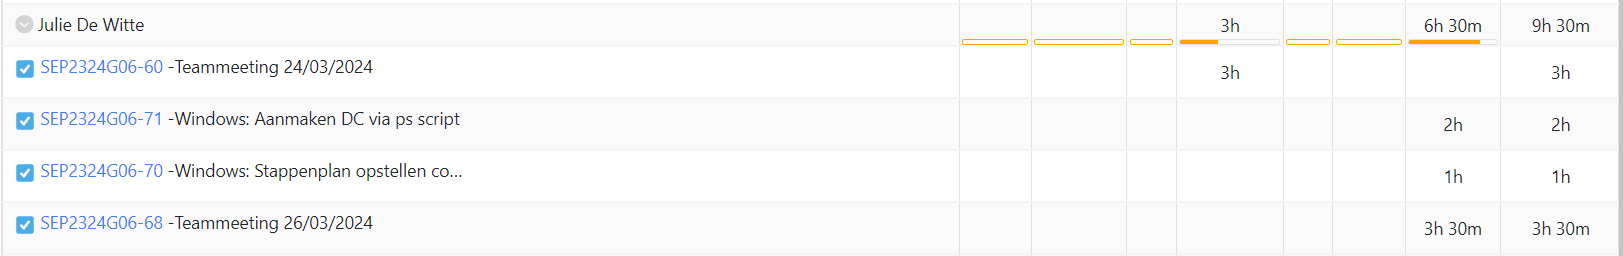 Julie De Witte 3h 6h 30m 9h 30m
SEP2324G06-60 -Teammeeting 24/03/2024 3h 3h
SEP2324G06-71 -Windows: Aanmaken DC via ps script 2h 2h
SEP2324G06-70 -Windows: Stappenplan opstellen co... 1h 1h
SEP2324G06-68 -Teammeeting 26/03/2024 3h 30m 3h 30m